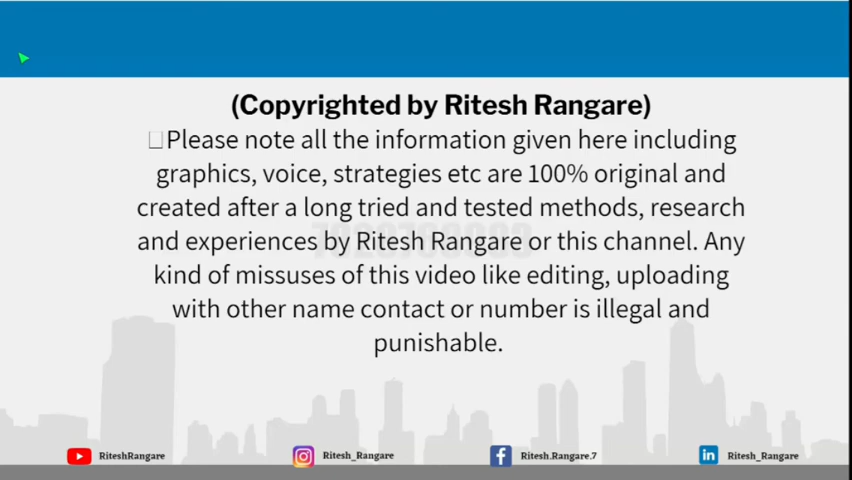 (Copyrighted by Ritesh Rangare)
Please note all the information given here including
graphics, voice, strategies etc are 100% original and
created after a long tried and tested methods, research
and experiences by Ritesh Rangare or this channel. Any
kind of missuses of this video like editing, uploading
with other name contact or number is illegal and
punishable.
RiteshRangare
Ritesh_Rangare
Ritesh.Rangare.7
Ritesh_Rangare